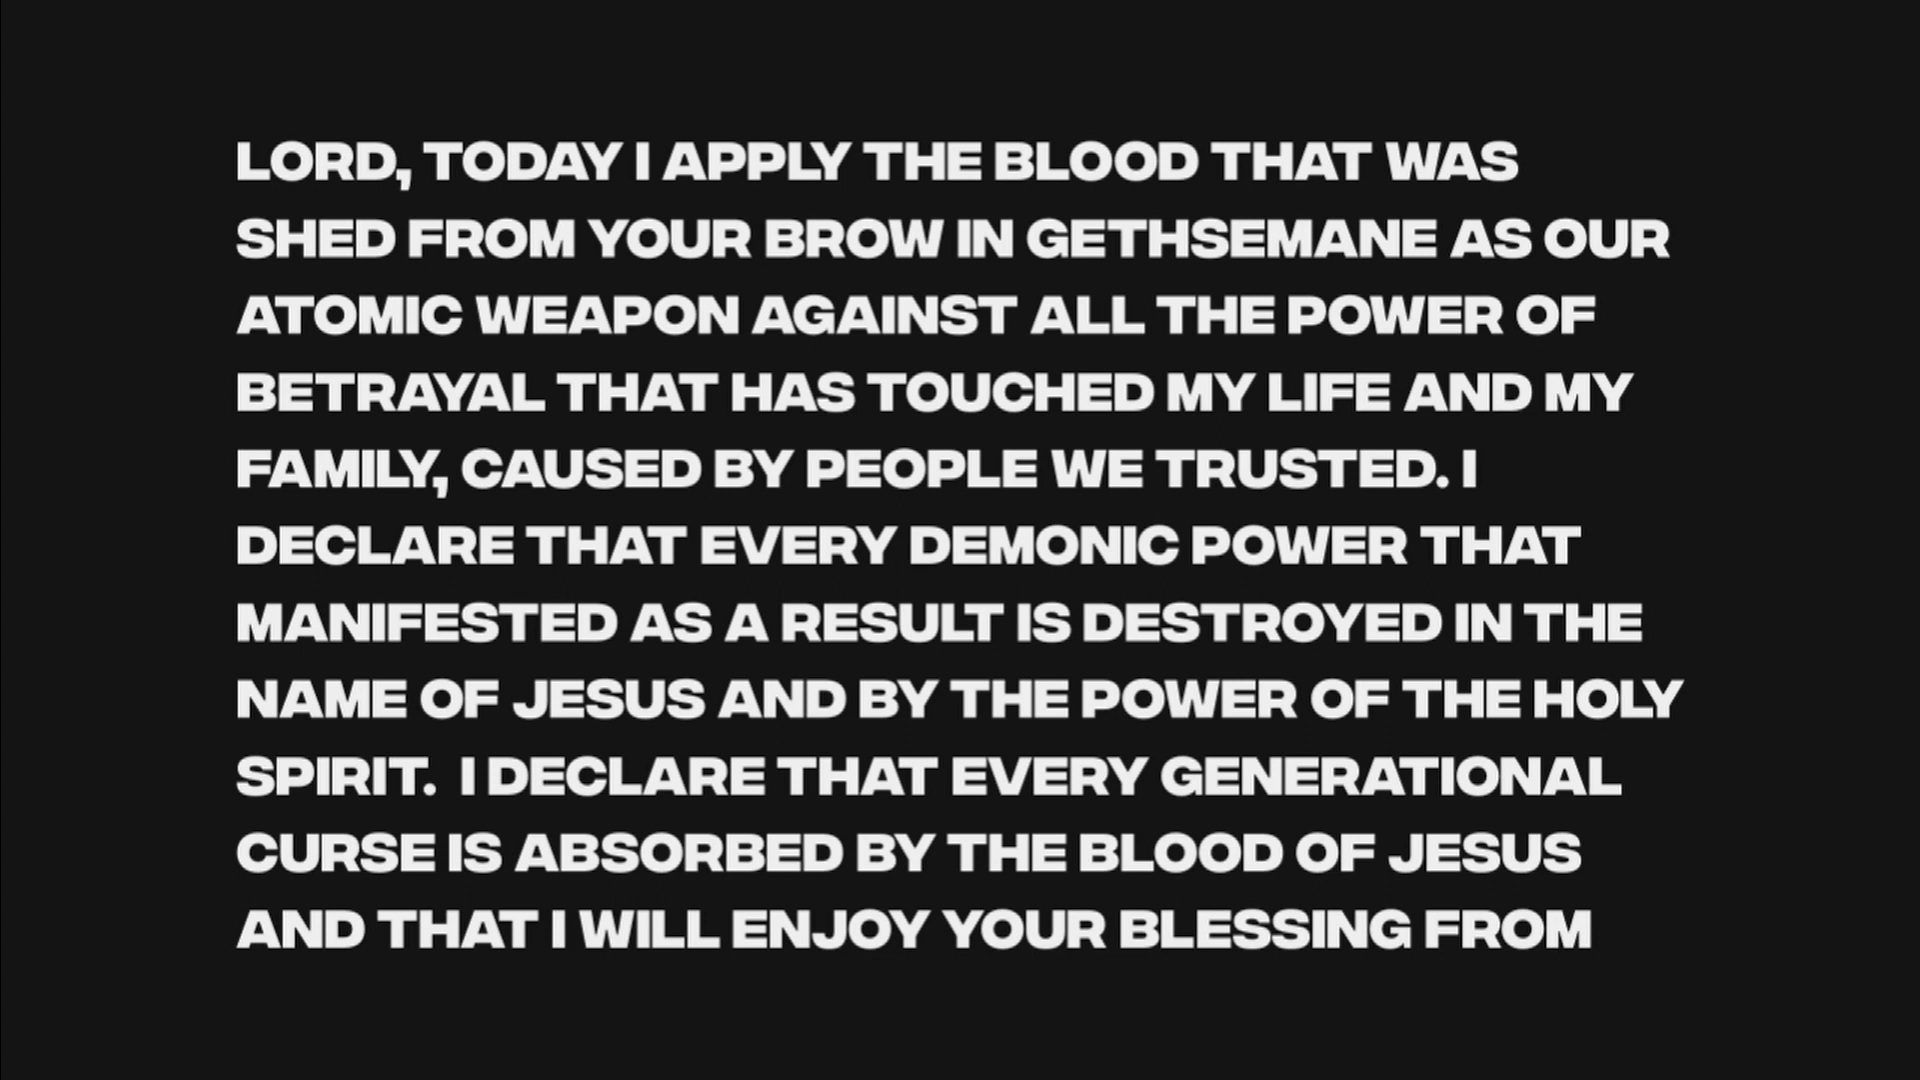 LORD, TODAY I APPLY THE BLOOD THAT WAS
SHED FROM YOUR BROW IN GETHSEMANE AS OUR
ATOMIC WEAPON AGAINST ALL THE POWER OF
BETRAYAL THAT HAS TOUCHED MY LIFE AND MY
FAMILY, CAUSED BY PEOPLE WE TRUSTED. I
DECLARE THAT EVERY DEMONIC POWER THAT
MANIFESTED AS A RESULT IS DESTROYED IN THE
NAME OF JESUS AND BY THE POWER OF THE HOLY
SPIRIT.  I DECLARE THAT EVERY GENERATIONAL
CURSE IS ABSORBED BY THE BLOOD OF JESUS
AND THAT I WILL ENJOY YOUR BLESSING FROM